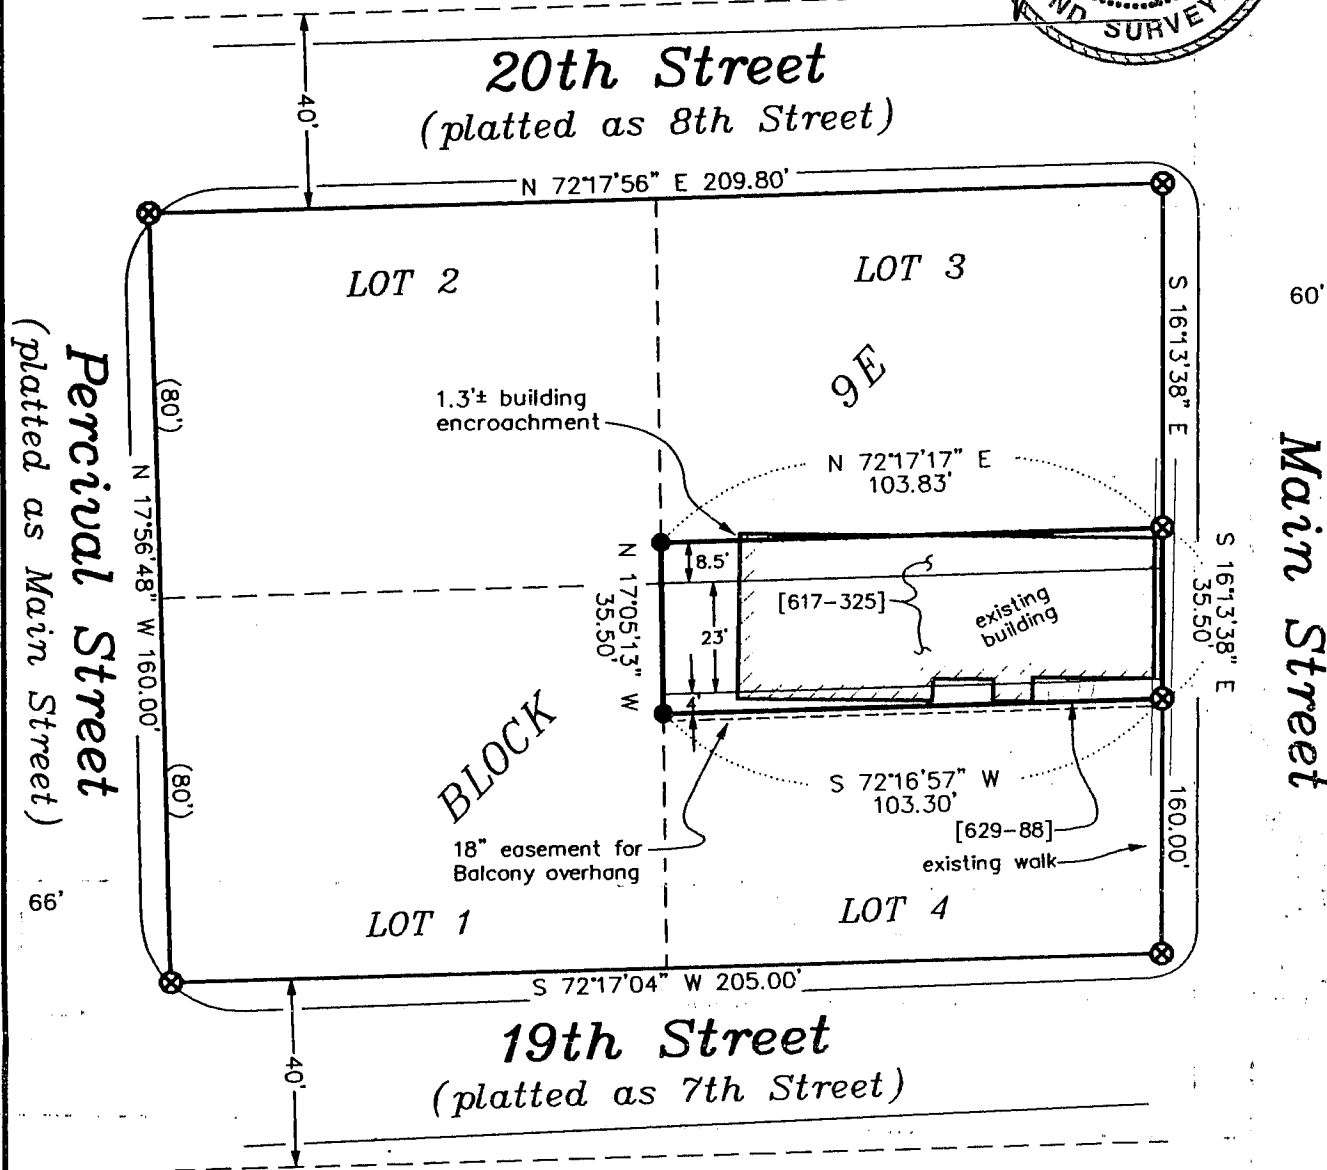 ND SURVEY
20th Street
(platted as 8th Street)
40'
N 72°17'56" E 209.80'
LOT 2
LOT 3
S 16°13'38" E
60'
9E
1.3'± building
encroachment
(80')
N 72°17'17" E
103.83'
Percival Street
(platted as Main Street)
N 17°56'48" W 160.00'
Main Street
8.5'
[617-325]
existing
building
23'
N 17°05'13" W
35.50'
S 16°13'38" E
35.50'
4'
BLOCK
S 72°16'57" W
103.30'
(80')
[629-88]
18" easement for
Balcony overhang
existing walk
160.00'
66'
LOT 1
LOT 4
S 72°17'04" W 205.00'
19th Street
(platted as 7th Street)
40'